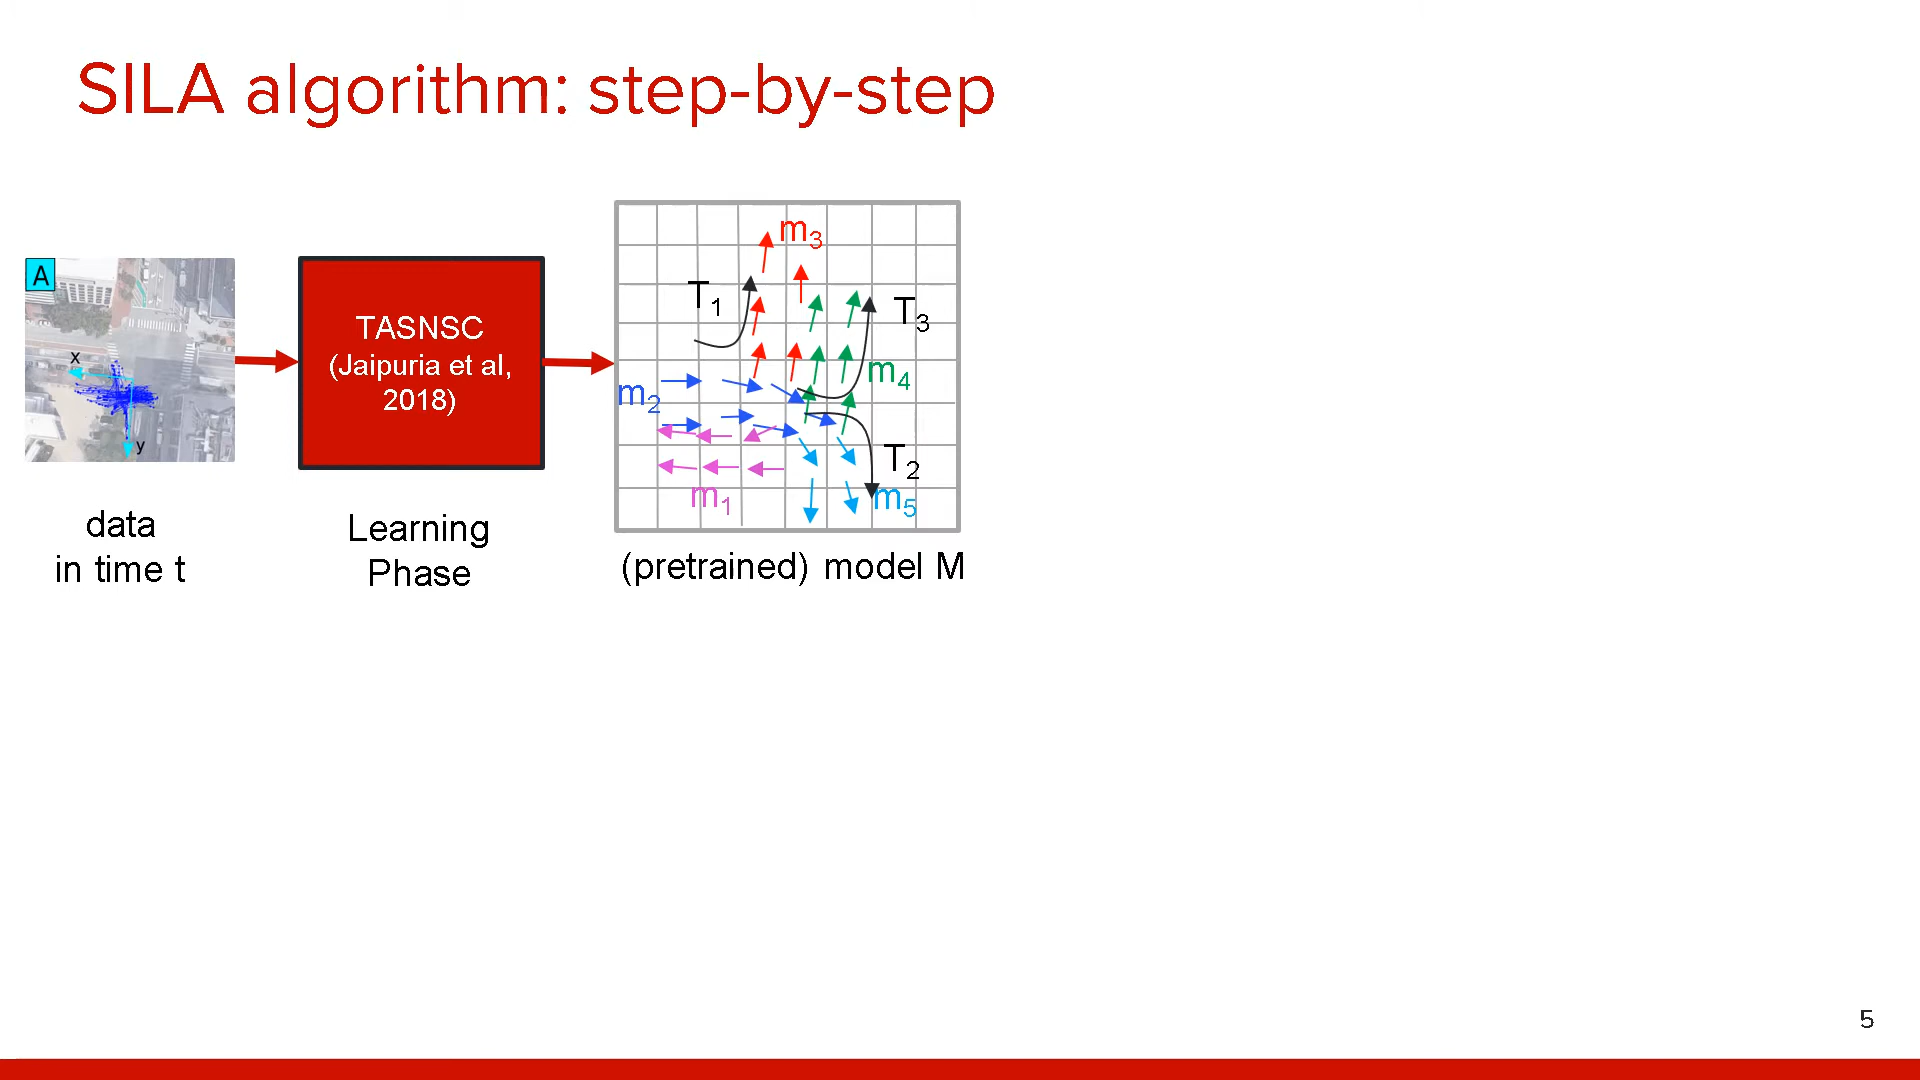 SILA algorithm: step-by-step
A
x
y
data
in time t
TASNSC
(Jaipuria et al,
2018)
Learning
Phase
m3
T1
T3
m4
m2
T2
m1
m5
(pretrained) model M
5